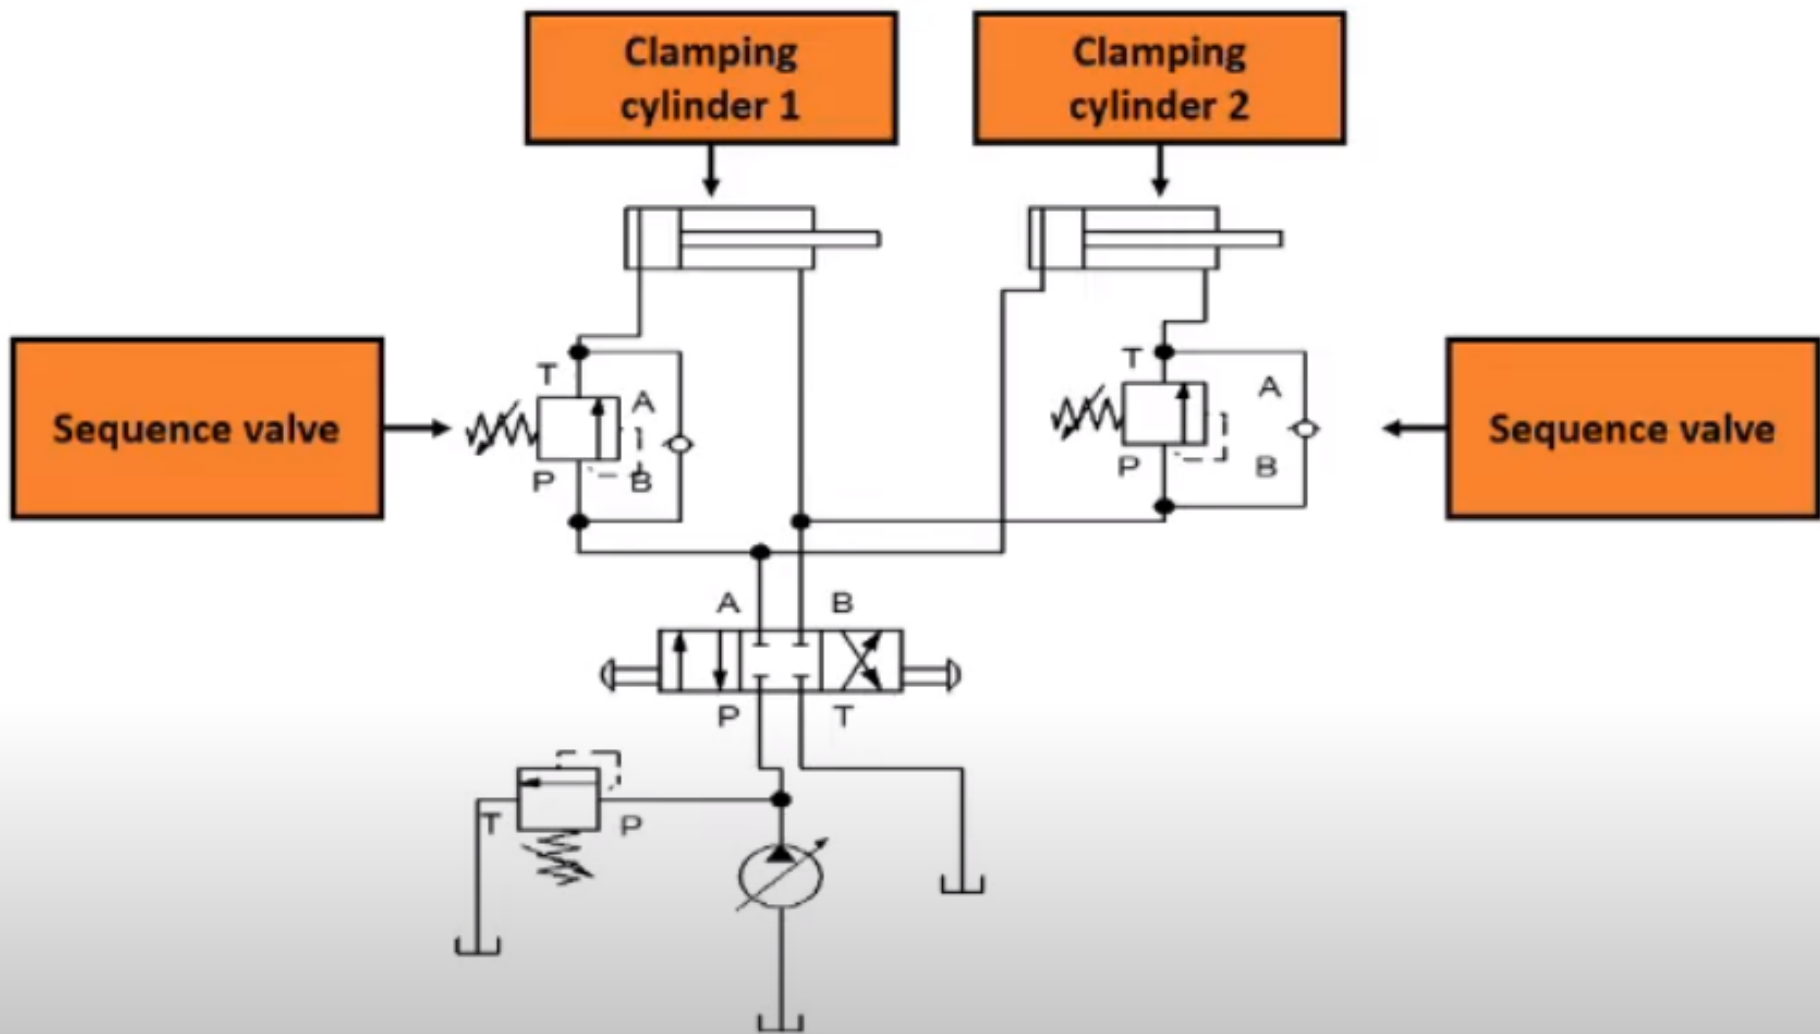 Clamping
cylinder 1
Clamping
cylinder 2
Sequence valve
T
A
P
B
T
A
P
B
Sequence valve
A
B
P
T
T
P